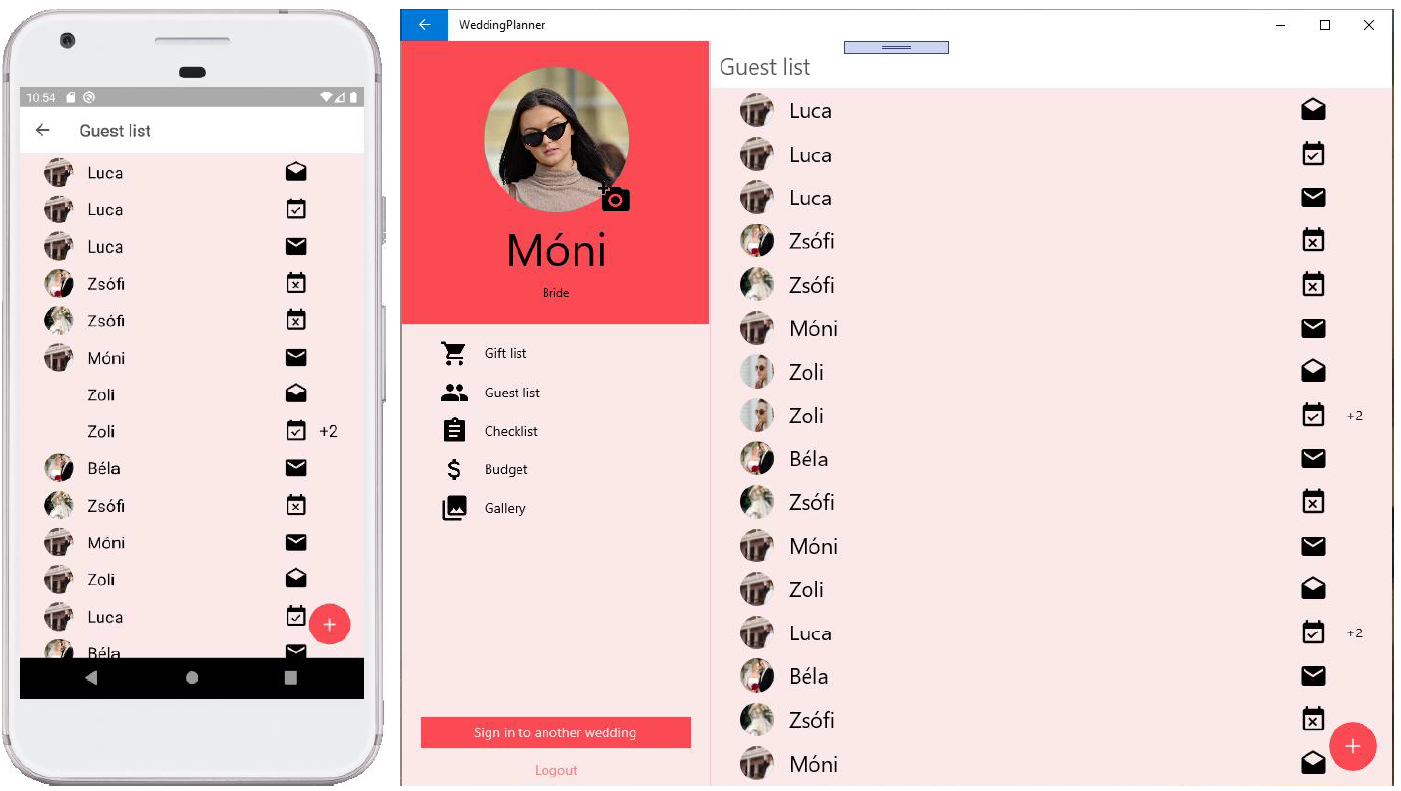 10:54
Guest list
Luca
Luca
Luca
Zsófi
Zsófi
Móni
Zoli
Zoli +2
Béla
Zsófi
Móni
Zoli
Luca
Béla
WeddingPlanner
Móni
Bride
Gift list
Guest list
Checklist
Budget
Gallery
Sign in to another wedding
Logout
Guest list
Luca
Luca
Luca
Zsófi
Zsófi
Móni
Zoli
Zoli +2
Béla
Zsófi
Móni
Zoli
Luca +2
Béla
Zsófi
Móni